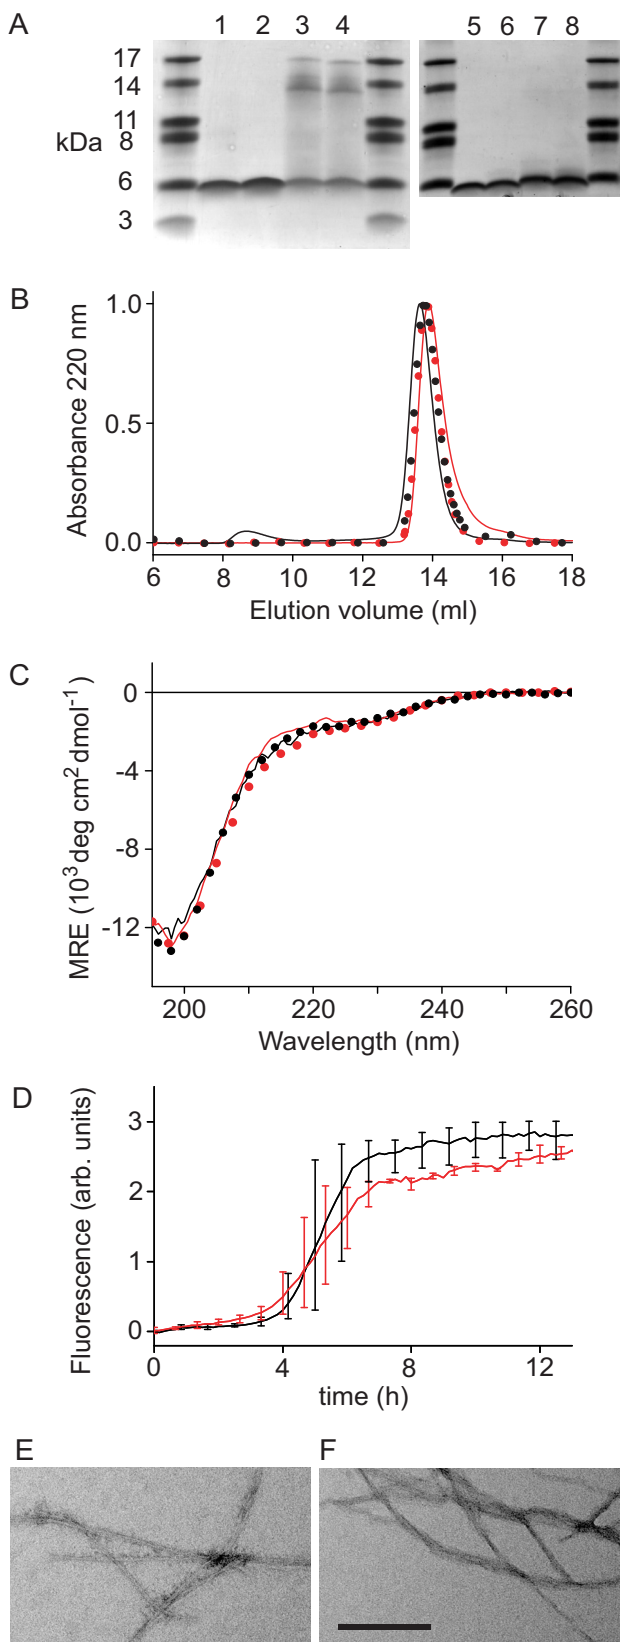 A
1 2 3 4 5 6 7 8
17
14
11
8
kDa
6
3
B
Absorbance 220 nm
1.0
0.5
0.0
6 8 10 12 14 16 18
Elution volume (ml)
C
MRE (10³ deg cm² dmol⁻¹)
0
-4
-8
-12
200 220 240 260
Wavelength (nm)
D
Fluorescence (arb. units)
3
2
1
0
0 4 8 12
time (h)
E F